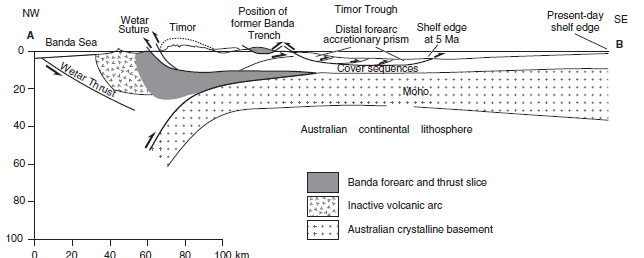 NW
A
Banda Sea
Wetar
Suture
Timor
Position of
former Banda
Trench
Timor Trough
Distal forearc
accretionary prism
Shelf edge
at 5 Ma
Present-day
shelf edge
SE
B
Wetar Thrust
Cover sequences
Moho
Australian continental lithosphere
Banda forearc and thrust slice
Inactive volcanic arc
Australian crystalline basement
0
20
40
60
80
100
0 20 40 60 80 100 km